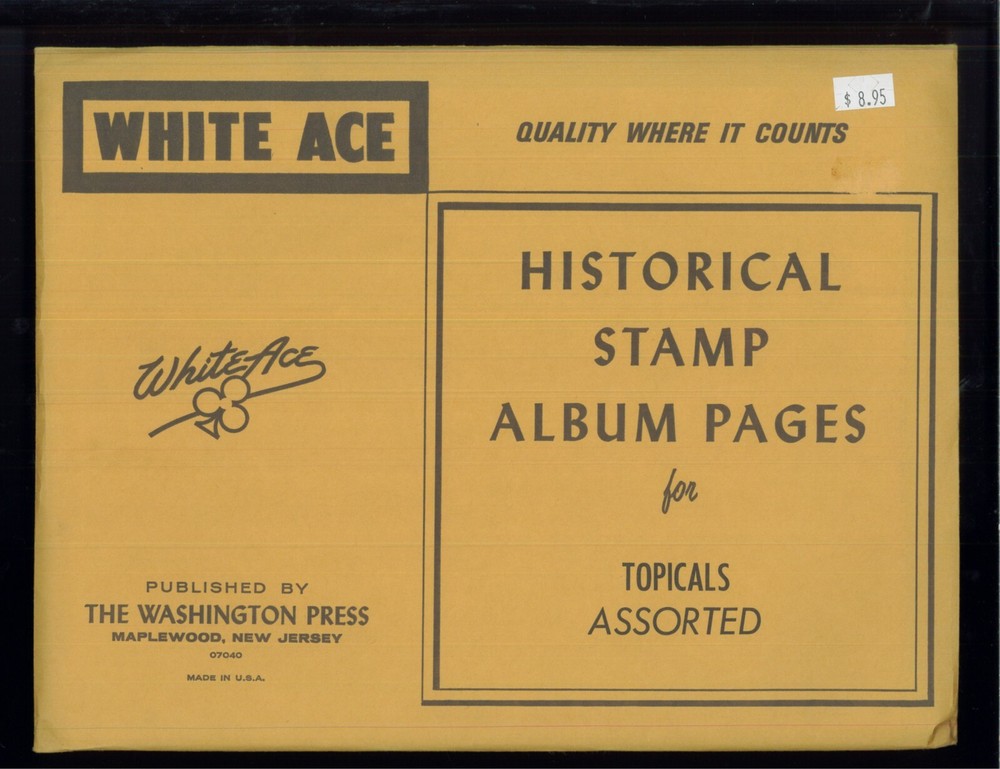 WHITE ACE
QUALITY WHERE IT COUNTS
$ 8.95
White Ace
HISTORICAL
STAMP
ALBUM PAGES
for
TOPICALS
ASSORTED
PUBLISHED BY
THE WASHINGTON PRESS
MAPLEWOOD, NEW JERSEY
07040
MADE IN U.S.A.